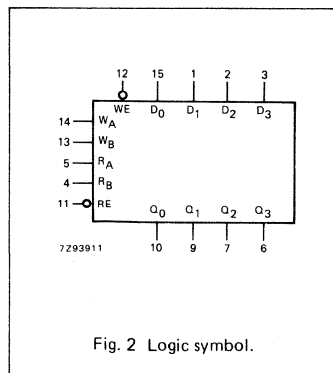 12 15 1 2 3
WE D0 D1 D2 D3
14 WA
13 WB
5 RA
4 RB
11 RE
Q0 Q1 Q2 Q3
7Z93911 10 9 7 6
Fig. 2 Logic symbol.